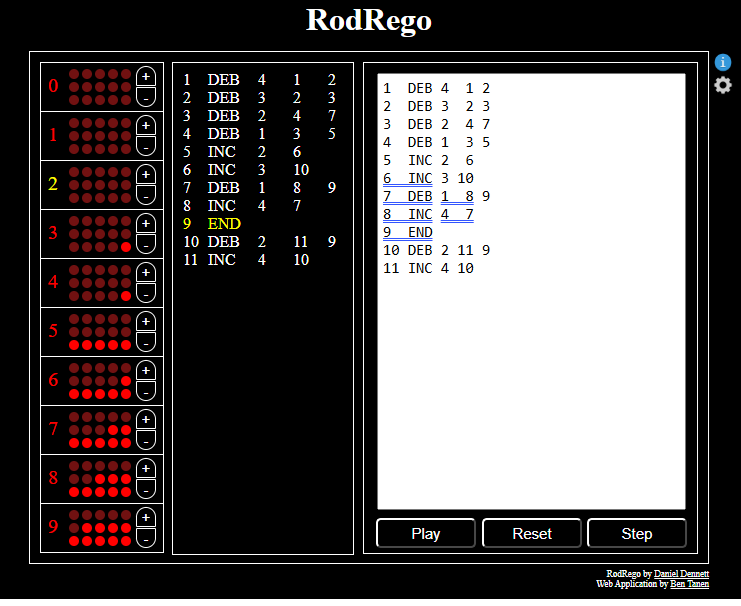 RodRego
0 + -
1 + -
2 + -
3 + -
4 + -
5 + -
6 + -
7 + -
8 + -
9 + -
1 DEB 4 1 2
2 DEB 3 2 3
3 DEB 2 4 7
4 DEB 1 3 5
5 INC 2 6
6 INC 3 10
7 DEB 1 8 9
8 INC 4 7
9 END
10 DEB 2 11 9
11 INC 4 10
1 DEB 4 1 2
2 DEB 3 2 3
3 DEB 2 4 7
4 DEB 1 3 5
5 INC 2 6
6 INC 3 10
7 DEB 1 8 9
8 INC 4 7
9 END
10 DEB 2 11 9
11 INC 4 10
Play Reset Step
i
RodRego by Daniel Dennett
Web Application by Ben Tanen